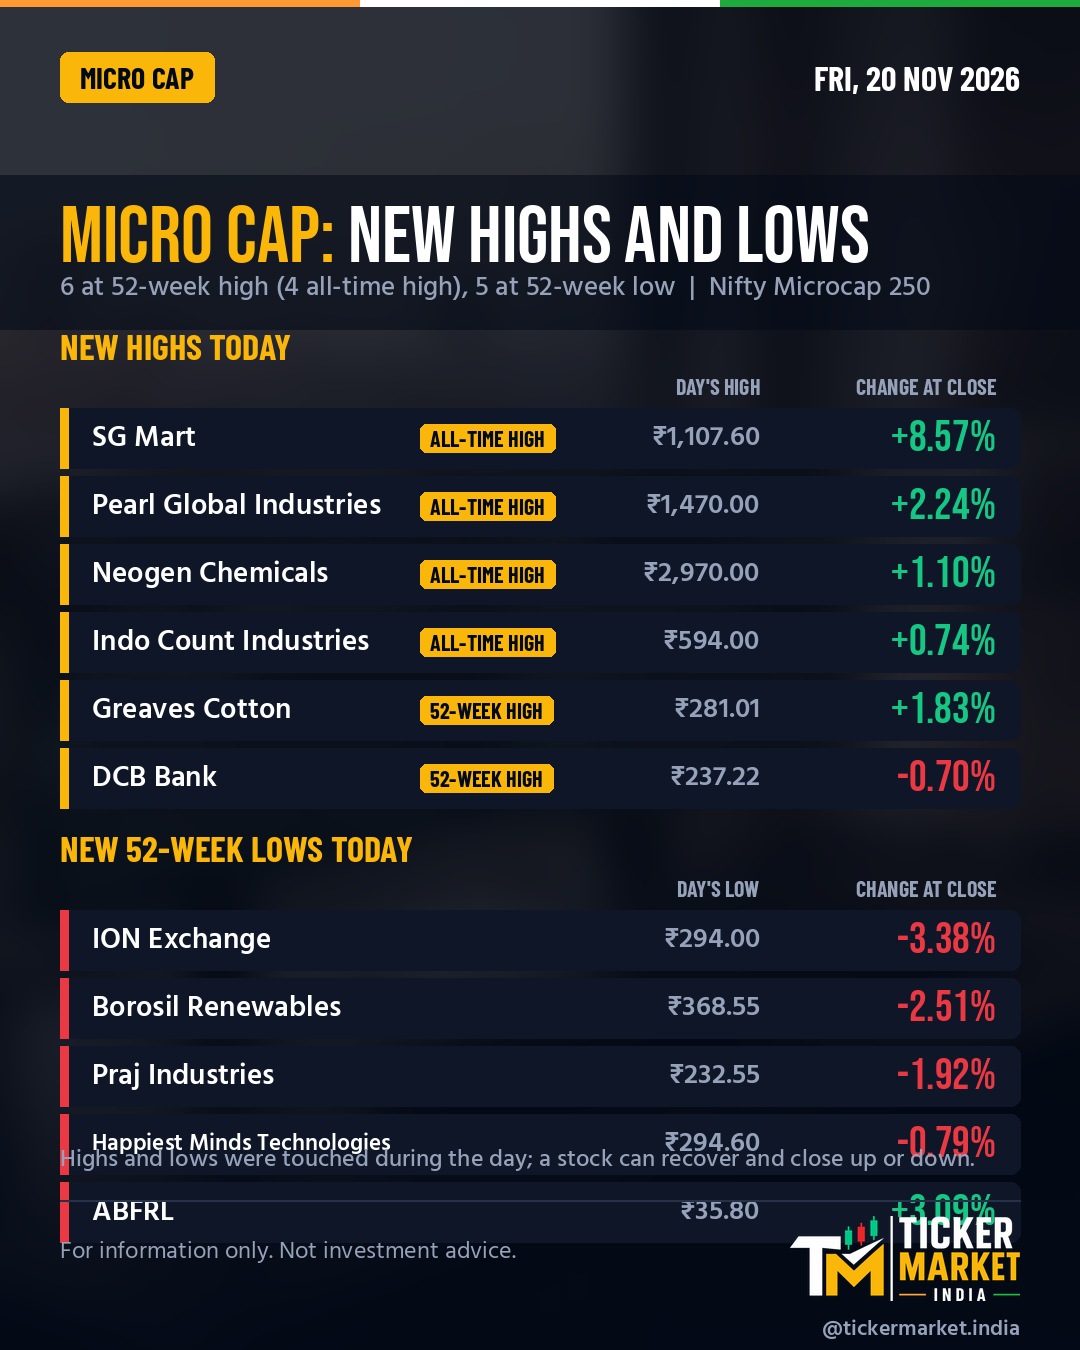 MICRO CAP
FRI, 20 NOV 2026
MICRO CAP: NEW HIGHS AND LOWS
6 at 52-week high (4 all-time high), 5 at 52-week low | Nifty Microcap 250
NEW HIGHS TODAY
DAY'S HIGH CHANGE AT CLOSE
SG Mart ALL-TIME HIGH ₹1,107.60 +8.57%
Pearl Global Industries ALL-TIME HIGH ₹1,470.00 +2.24%
Neogen Chemicals ALL-TIME HIGH ₹2,970.00 +1.10%
Indo Count Industries ALL-TIME HIGH ₹594.00 +0.74%
Greaves Cotton 52-WEEK HIGH ₹281.01 +1.83%
DCB Bank 52-WEEK HIGH ₹237.22 -0.70%
NEW 52-WEEK LOWS TODAY
DAY'S LOW CHANGE AT CLOSE
ION Exchange ₹294.00 -3.38%
Borosil Renewables ₹368.55 -2.51%
Praj Industries ₹232.55 -1.92%
Happiest Minds Technologies ₹294.60 -0.79%
Highs and lows were touched during the day; a stock can recover and close up or down.
ABFRL ₹35.80 +3.09%
For information only. Not investment advice.
TM TICKER
MARKET
INDIA
@tickermarket.india